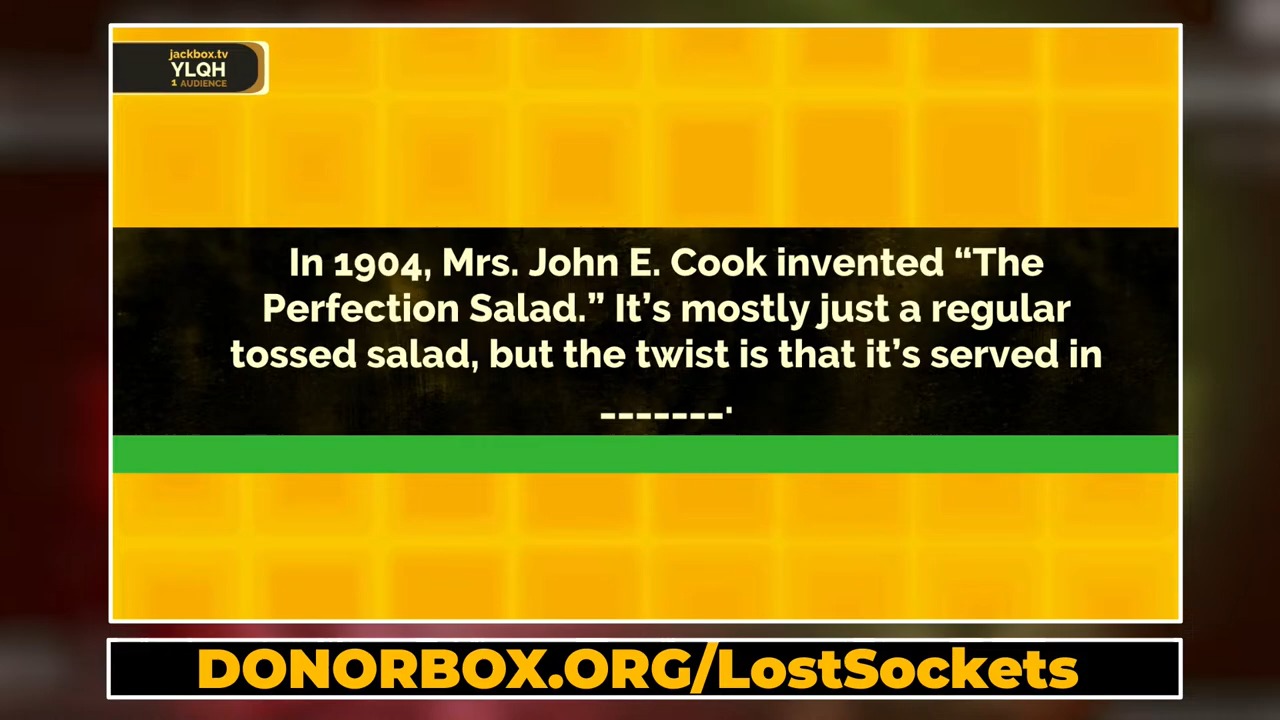 jackbox.tv
YLQH
1 AUDIENCE
In 1904, Mrs. John E. Cook invented “The
Perfection Salad.” It’s mostly just a regular
tossed salad, but the twist is that it’s served in
_______.
DONORBOX.ORG/LostSockets